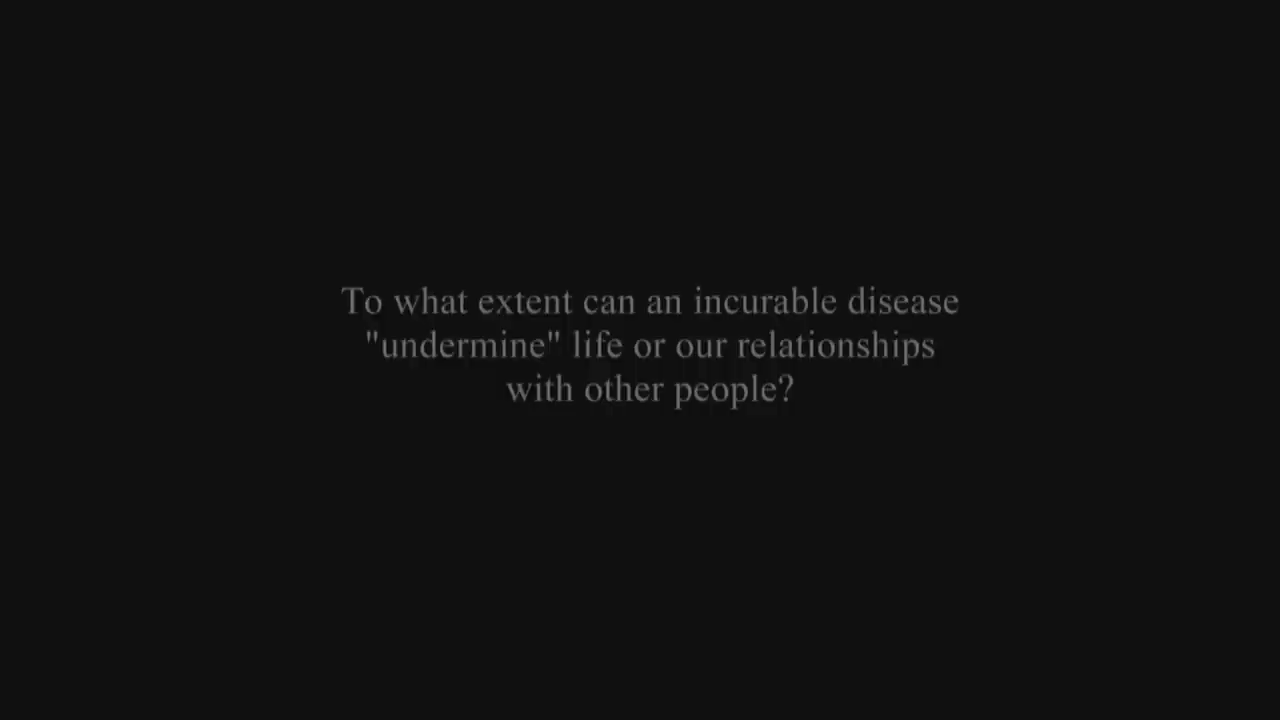 To what extent can an incurable disease
"undermine" life or our relationships
with other people?